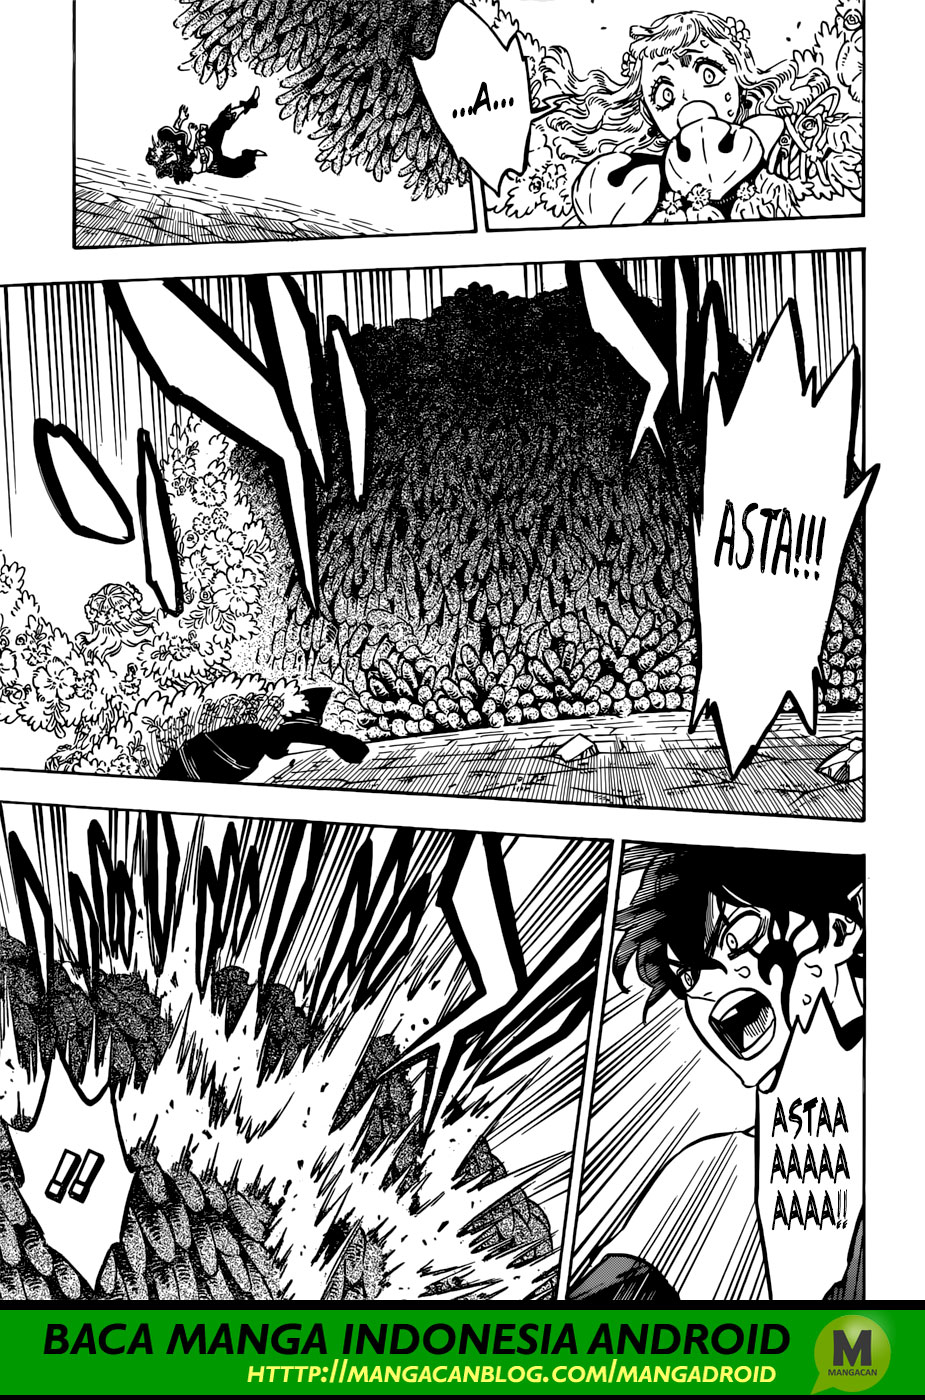 ...A...
ASTA!!!
ASTAA
AAAAA
AAAA!!
!!
BACA MANGA INDONESIA ANDROID
HTTTP://MANGACANBLOG.COM/MANGADROID
M
MANGACAN